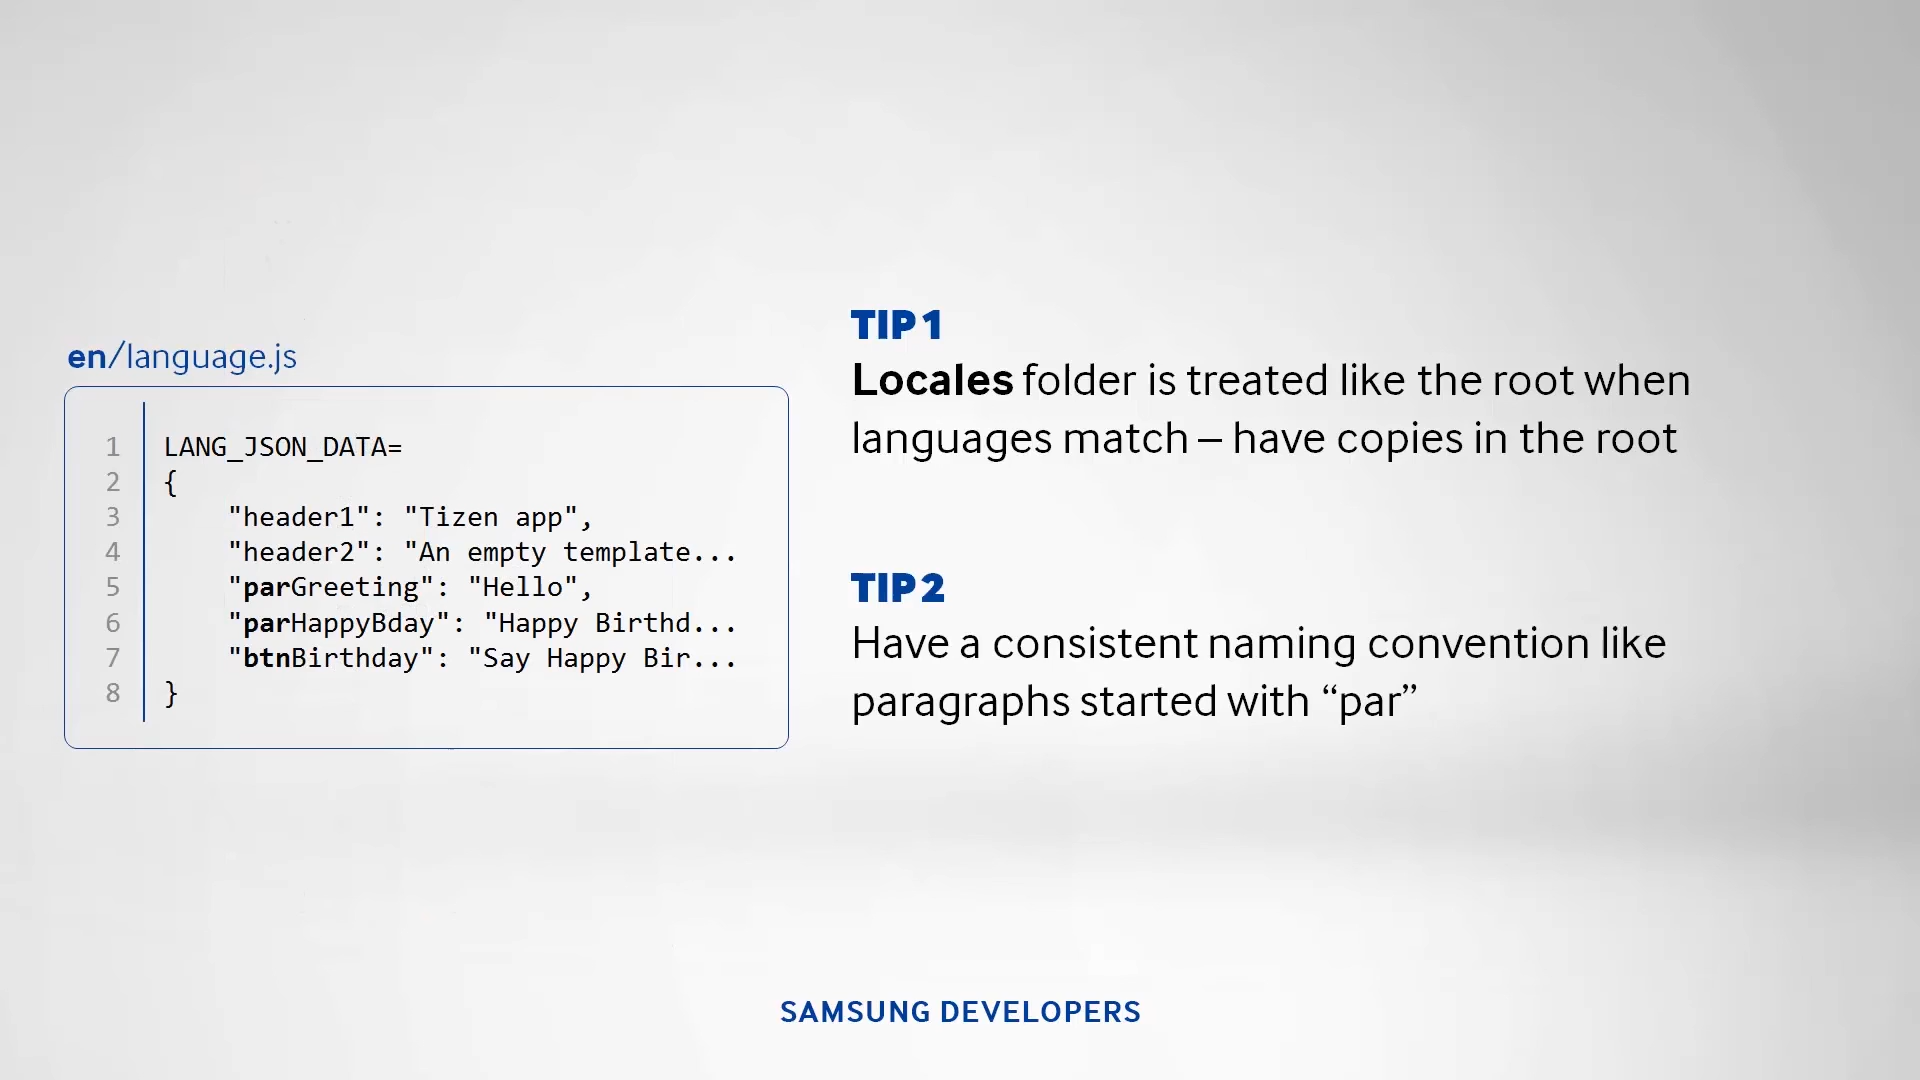 en/language.js
1 LANG_JSON_DATA=
2 {
3 "header1": "Tizen app",
4 "header2": "An empty template...
5 "parGreeting": "Hello",
6 "parHappyBday": "Happy Birthd...
7 "btnBirthday": "Say Happy Bir...
8 }
TIP 1
Locales folder is treated like the root when
languages match – have copies in the root
TIP 2
Have a consistent naming convention like
paragraphs started with “par”
SAMSUNG DEVELOPERS